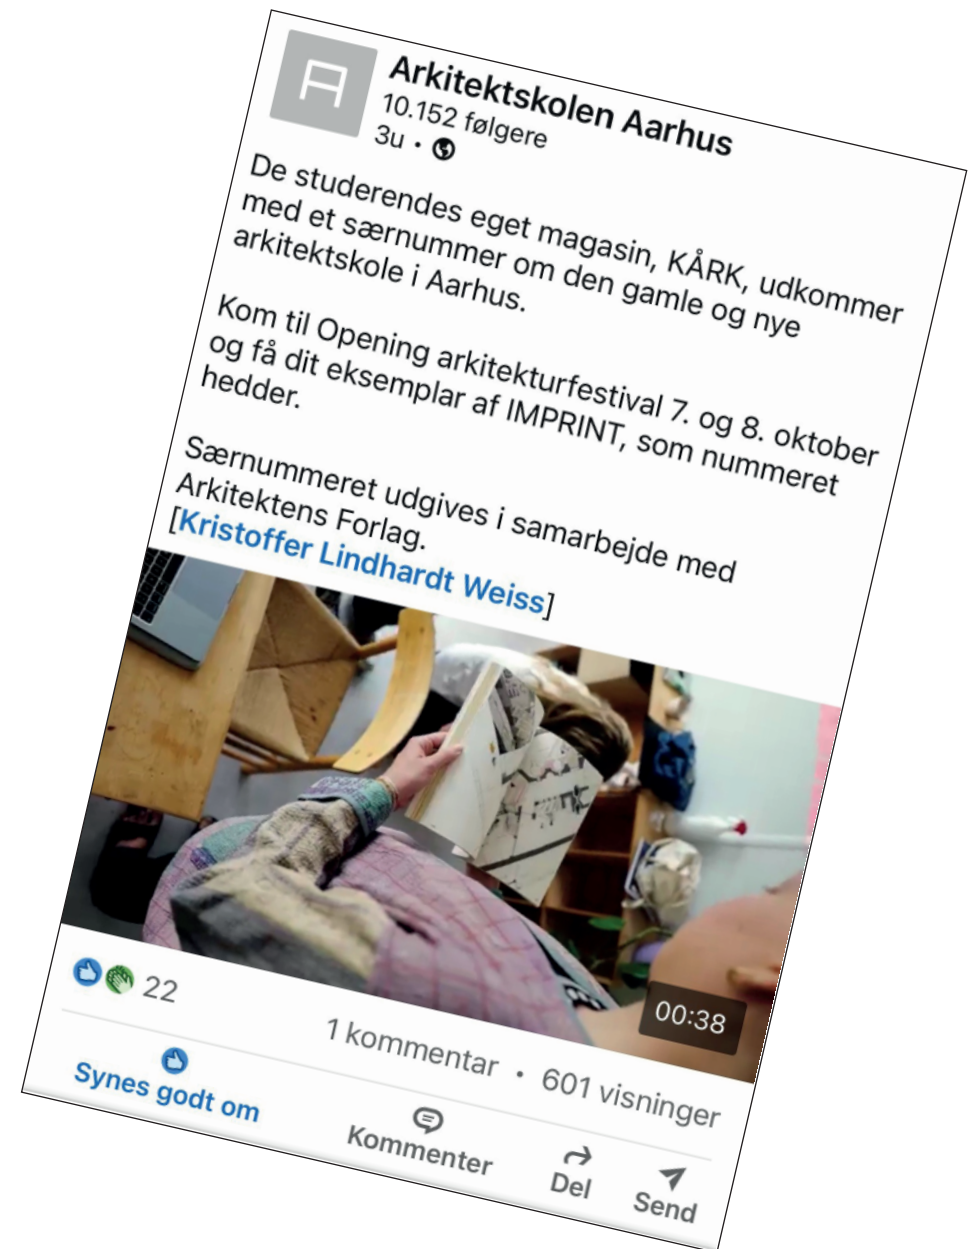 Arkitektskolen Aarhus
10.152 følgere
3u •
De studerendes eget magasin, KÅRK, udkommer
med et særnummer om den gamle og nye
arkitektskole i Aarhus.
Kom til Opening arkitekturfestival 7. og 8. oktober
og få dit eksemplar af IMPRINT, som nummeret
hedder.
Særnummeret udgives i samarbejde med
Arkitektens Forlag.
[Kristoffer Lindhardt Weiss]
00:38
22
1 kommentar • 601 visninger
Synes godt om
Kommenter
Del
Send